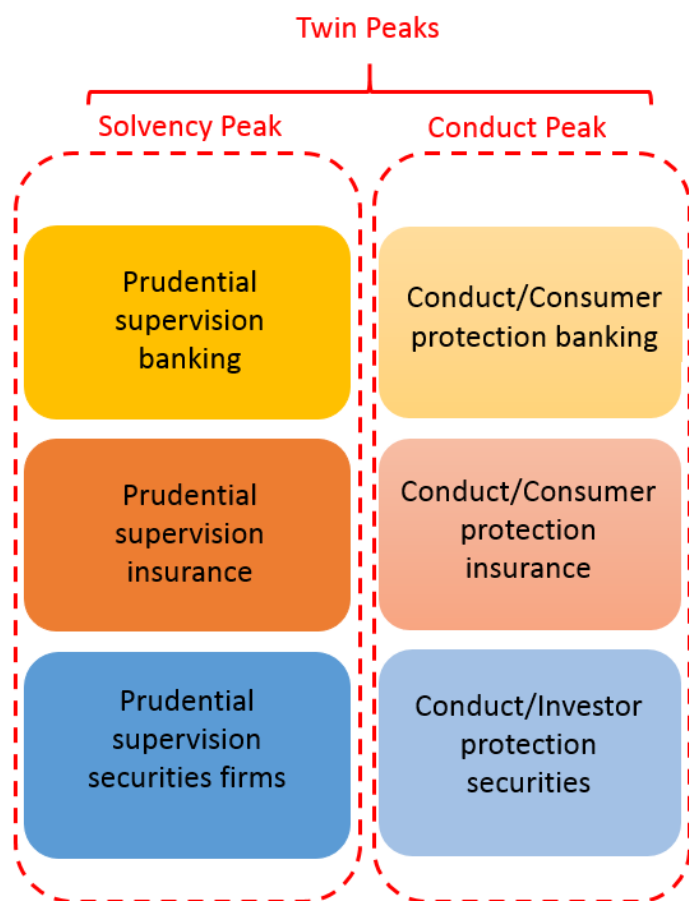 Twin Peaks
Solvency Peak
Conduct Peak
Prudential
supervision
banking
Conduct/Consumer
protection banking
Prudential
supervision
insurance
Conduct/Consumer
protection
insurance
Prudential
supervision
securities firms
Conduct/Investor
protection
securities